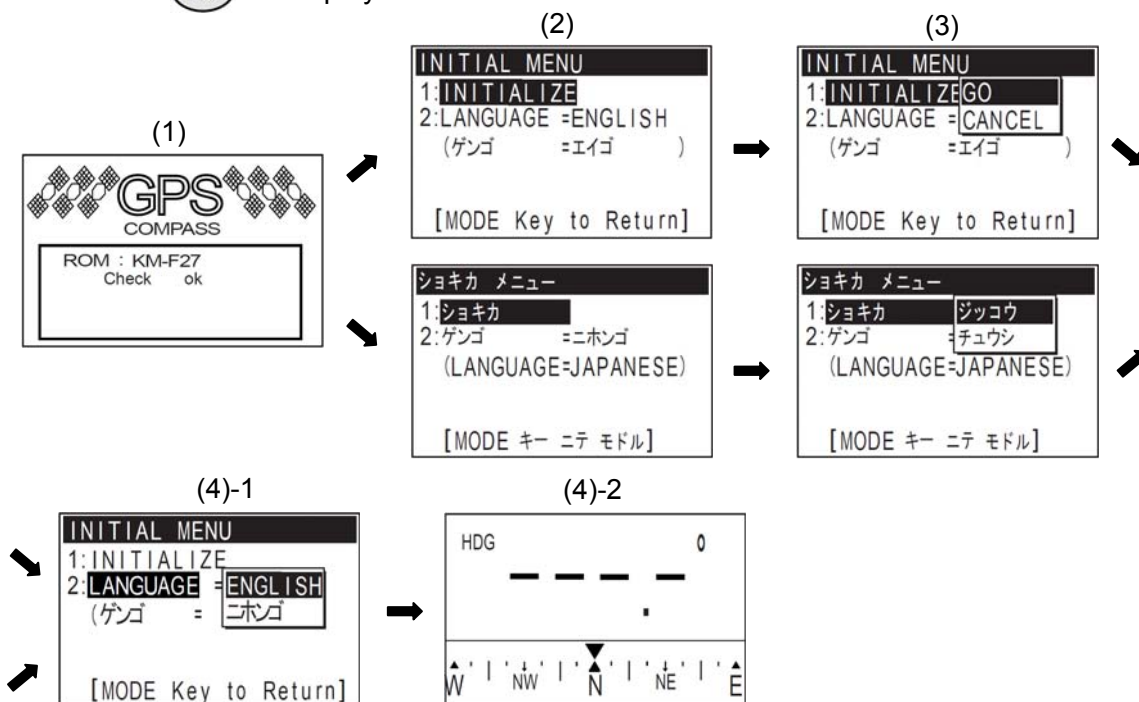 (2)
(3)
INITIAL MENU
1:INITIALIZE
2:LANGUAGE =ENGLISH
(ゲンゴ =エイゴ )
[MODE Key to Return]
INITIAL MENU
1:INITIALIZE GO
2:LANGUAGE = CANCEL
(ゲンゴ =エイゴ )
[MODE Key to Return]
(1)
GPS
COMPASS
ROM : KM-F27
Check ok
ショキカ メニュー
1:ショキカ
2:ゲンゴ =ニホンゴ
(LANGUAGE=JAPANESE)
[MODE キー ニテ モドル]
ショキカ メニュー
1:ショキカ ジッコウ
2:ゲンゴ =チュウシ
(LANGUAGE=JAPANESE)
[MODE キー ニテ モドル]
(4)-1
(4)-2
INITIAL MENU
1:INITIALIZE
2:LANGUAGE =ENGLISH
(ゲンゴ = ニホンゴ
[MODE Key to Return]
HDG 0
--- -
.
W NW N NE E